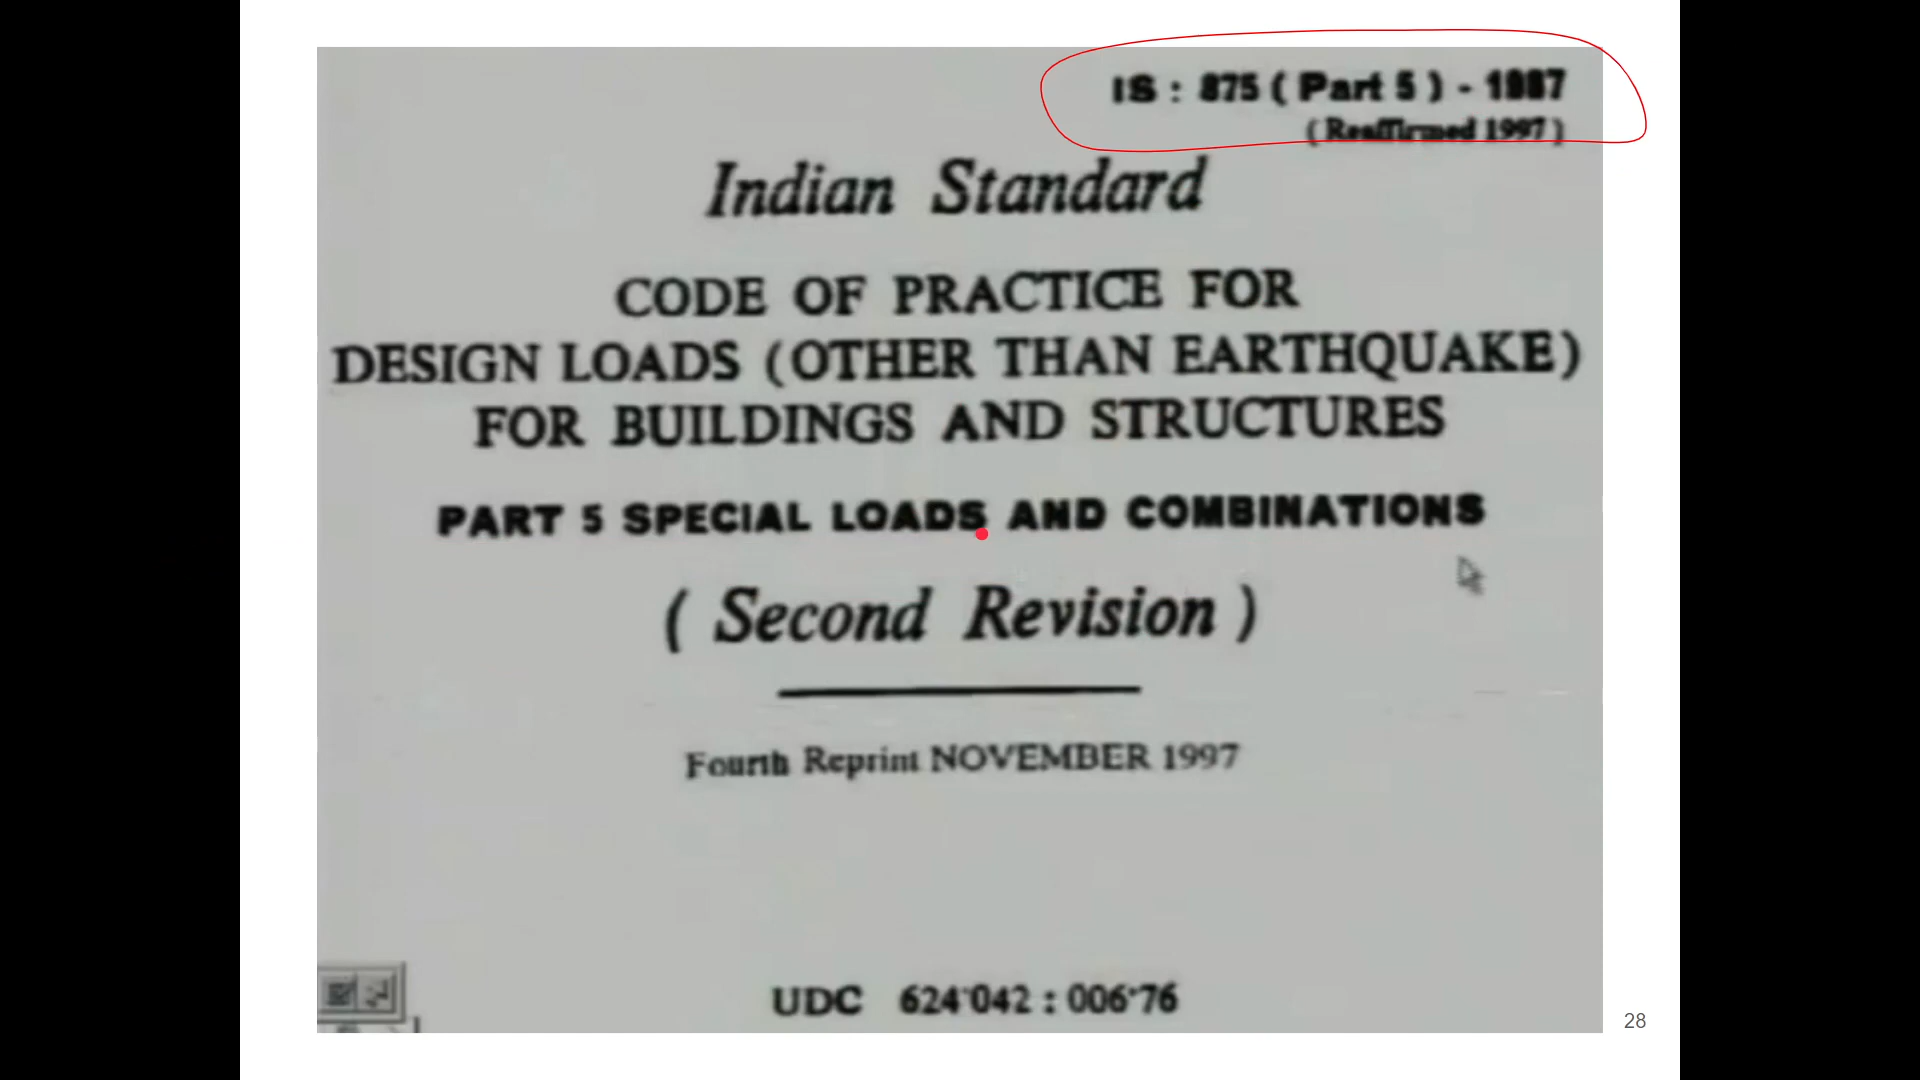 IS : 875 ( Part 5 ) - 1987
( Reaffirmed 1997 )
Indian Standard
CODE OF PRACTICE FOR
DESIGN LOADS (OTHER THAN EARTHQUAKE)
FOR BUILDINGS AND STRUCTURES
PART 5 SPECIAL LOADS AND COMBINATIONS
( Second Revision )
Fourth Reprint NOVEMBER 1997
UDC 624·042 : 006·76
28